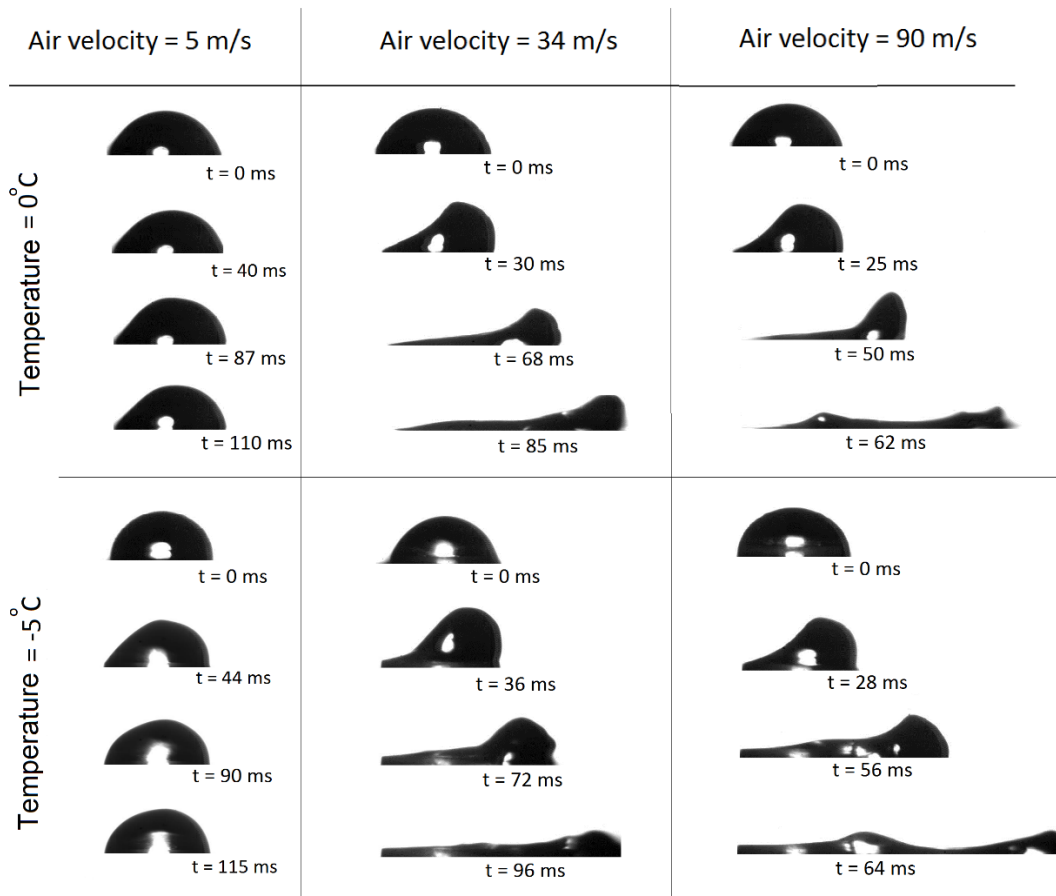 Air velocity = 5 m/s
Air velocity = 34 m/s
Air velocity = 90 m/s
Temperature = 0°C
t = 0 ms
t = 0 ms
t = 0 ms
t = 40 ms
t = 30 ms
t = 25 ms
t = 87 ms
t = 68 ms
t = 50 ms
t = 110 ms
t = 85 ms
t = 62 ms
Temperature = -5°C
t = 0 ms
t = 0 ms
t = 0 ms
t = 44 ms
t = 36 ms
t = 28 ms
t = 90 ms
t = 72 ms
t = 56 ms
t = 115 ms
t = 96 ms
t = 64 ms